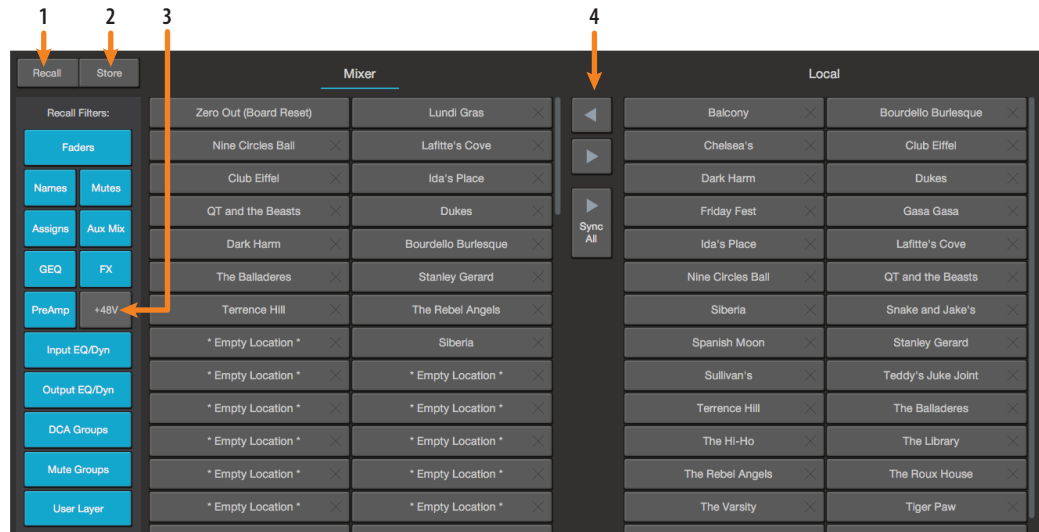 1 2 3 4
Recall Store Mixer Local
Recall Filters:
Faders
Names Mutes
Assigns Aux Mix
GEQ FX
PreAmp +48V
Input EQ/Dyn
Output EQ/Dyn
DCA Groups
Mute Groups
User Layer
Zero Out (Board Reset) Lundi Gras
Nine Circles Ball Lafitte's Cove
Club Eiffel Ida's Place
QT and the Beasts Dukes
Dark Harm Bourdello Burlesque
The Balladeres Stanley Gerard
Terrence Hill The Rebel Angels
* Empty Location * Siberia
* Empty Location * * Empty Location *
* Empty Location * * Empty Location *
* Empty Location * * Empty Location *
* Empty Location * * Empty Location *
* Empty Location * * Empty Location *
Sync
All
Balcony Bourdello Burlesque
Chelsea's Club Eiffel
Dark Harm Dukes
Friday Fest Gasa Gasa
Ida's Place Lafitte's Cove
Nine Circles Ball QT and the Beasts
Siberia Snake and Jake's
Spanish Moon Stanley Gerard
Sullivan's Teddy's Juke Joint
Terrence Hill The Balladeres
The Hi-Ho The Library
The Rebel Angels The Roux House
The Varsity Tiger Paw